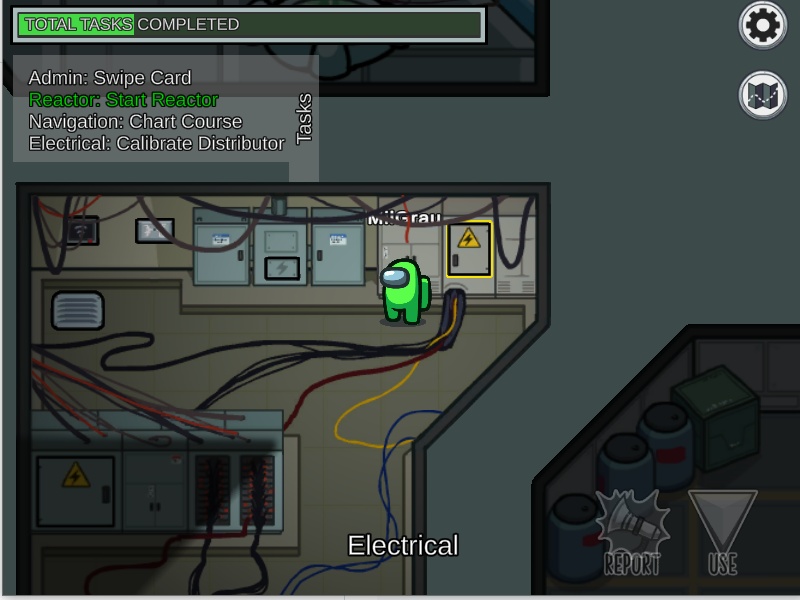 TOTAL TASKS COMPLETED
Admin: Swipe Card
Reactor: Start Reactor
Navigation: Chart Course
Electrical: Calibrate Distributor
Tasks
MilGrau
Electrical
REPORT
USE